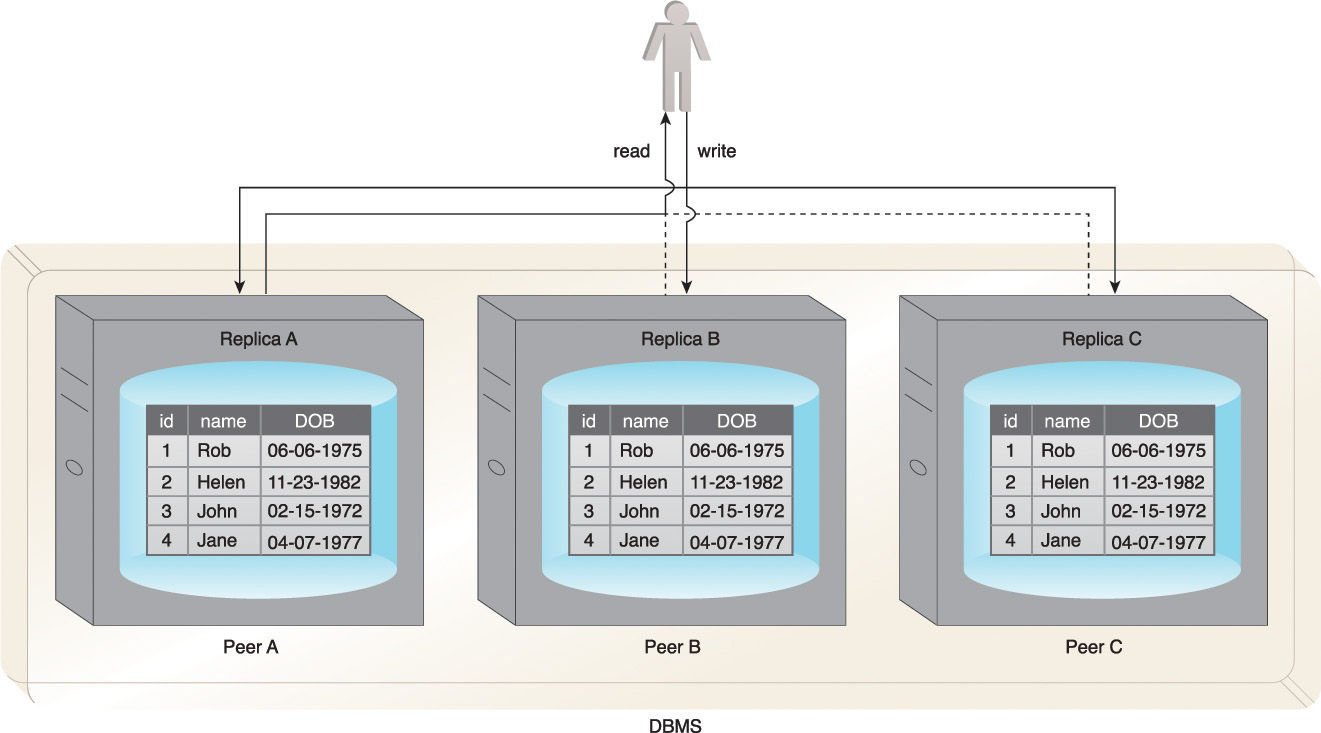 read write
Replica A Replica B Replica C
id name DOB id name DOB id name DOB
1 Rob 06-06-1975 1 Rob 06-06-1975 1 Rob 06-06-1975
2 Helen 11-23-1982 2 Helen 11-23-1982 2 Helen 11-23-1982
3 John 02-15-1972 3 John 02-15-1972 3 John 02-15-1972
4 Jane 04-07-1977 4 Jane 04-07-1977 4 Jane 04-07-1977
Peer A Peer B Peer C
DBMS